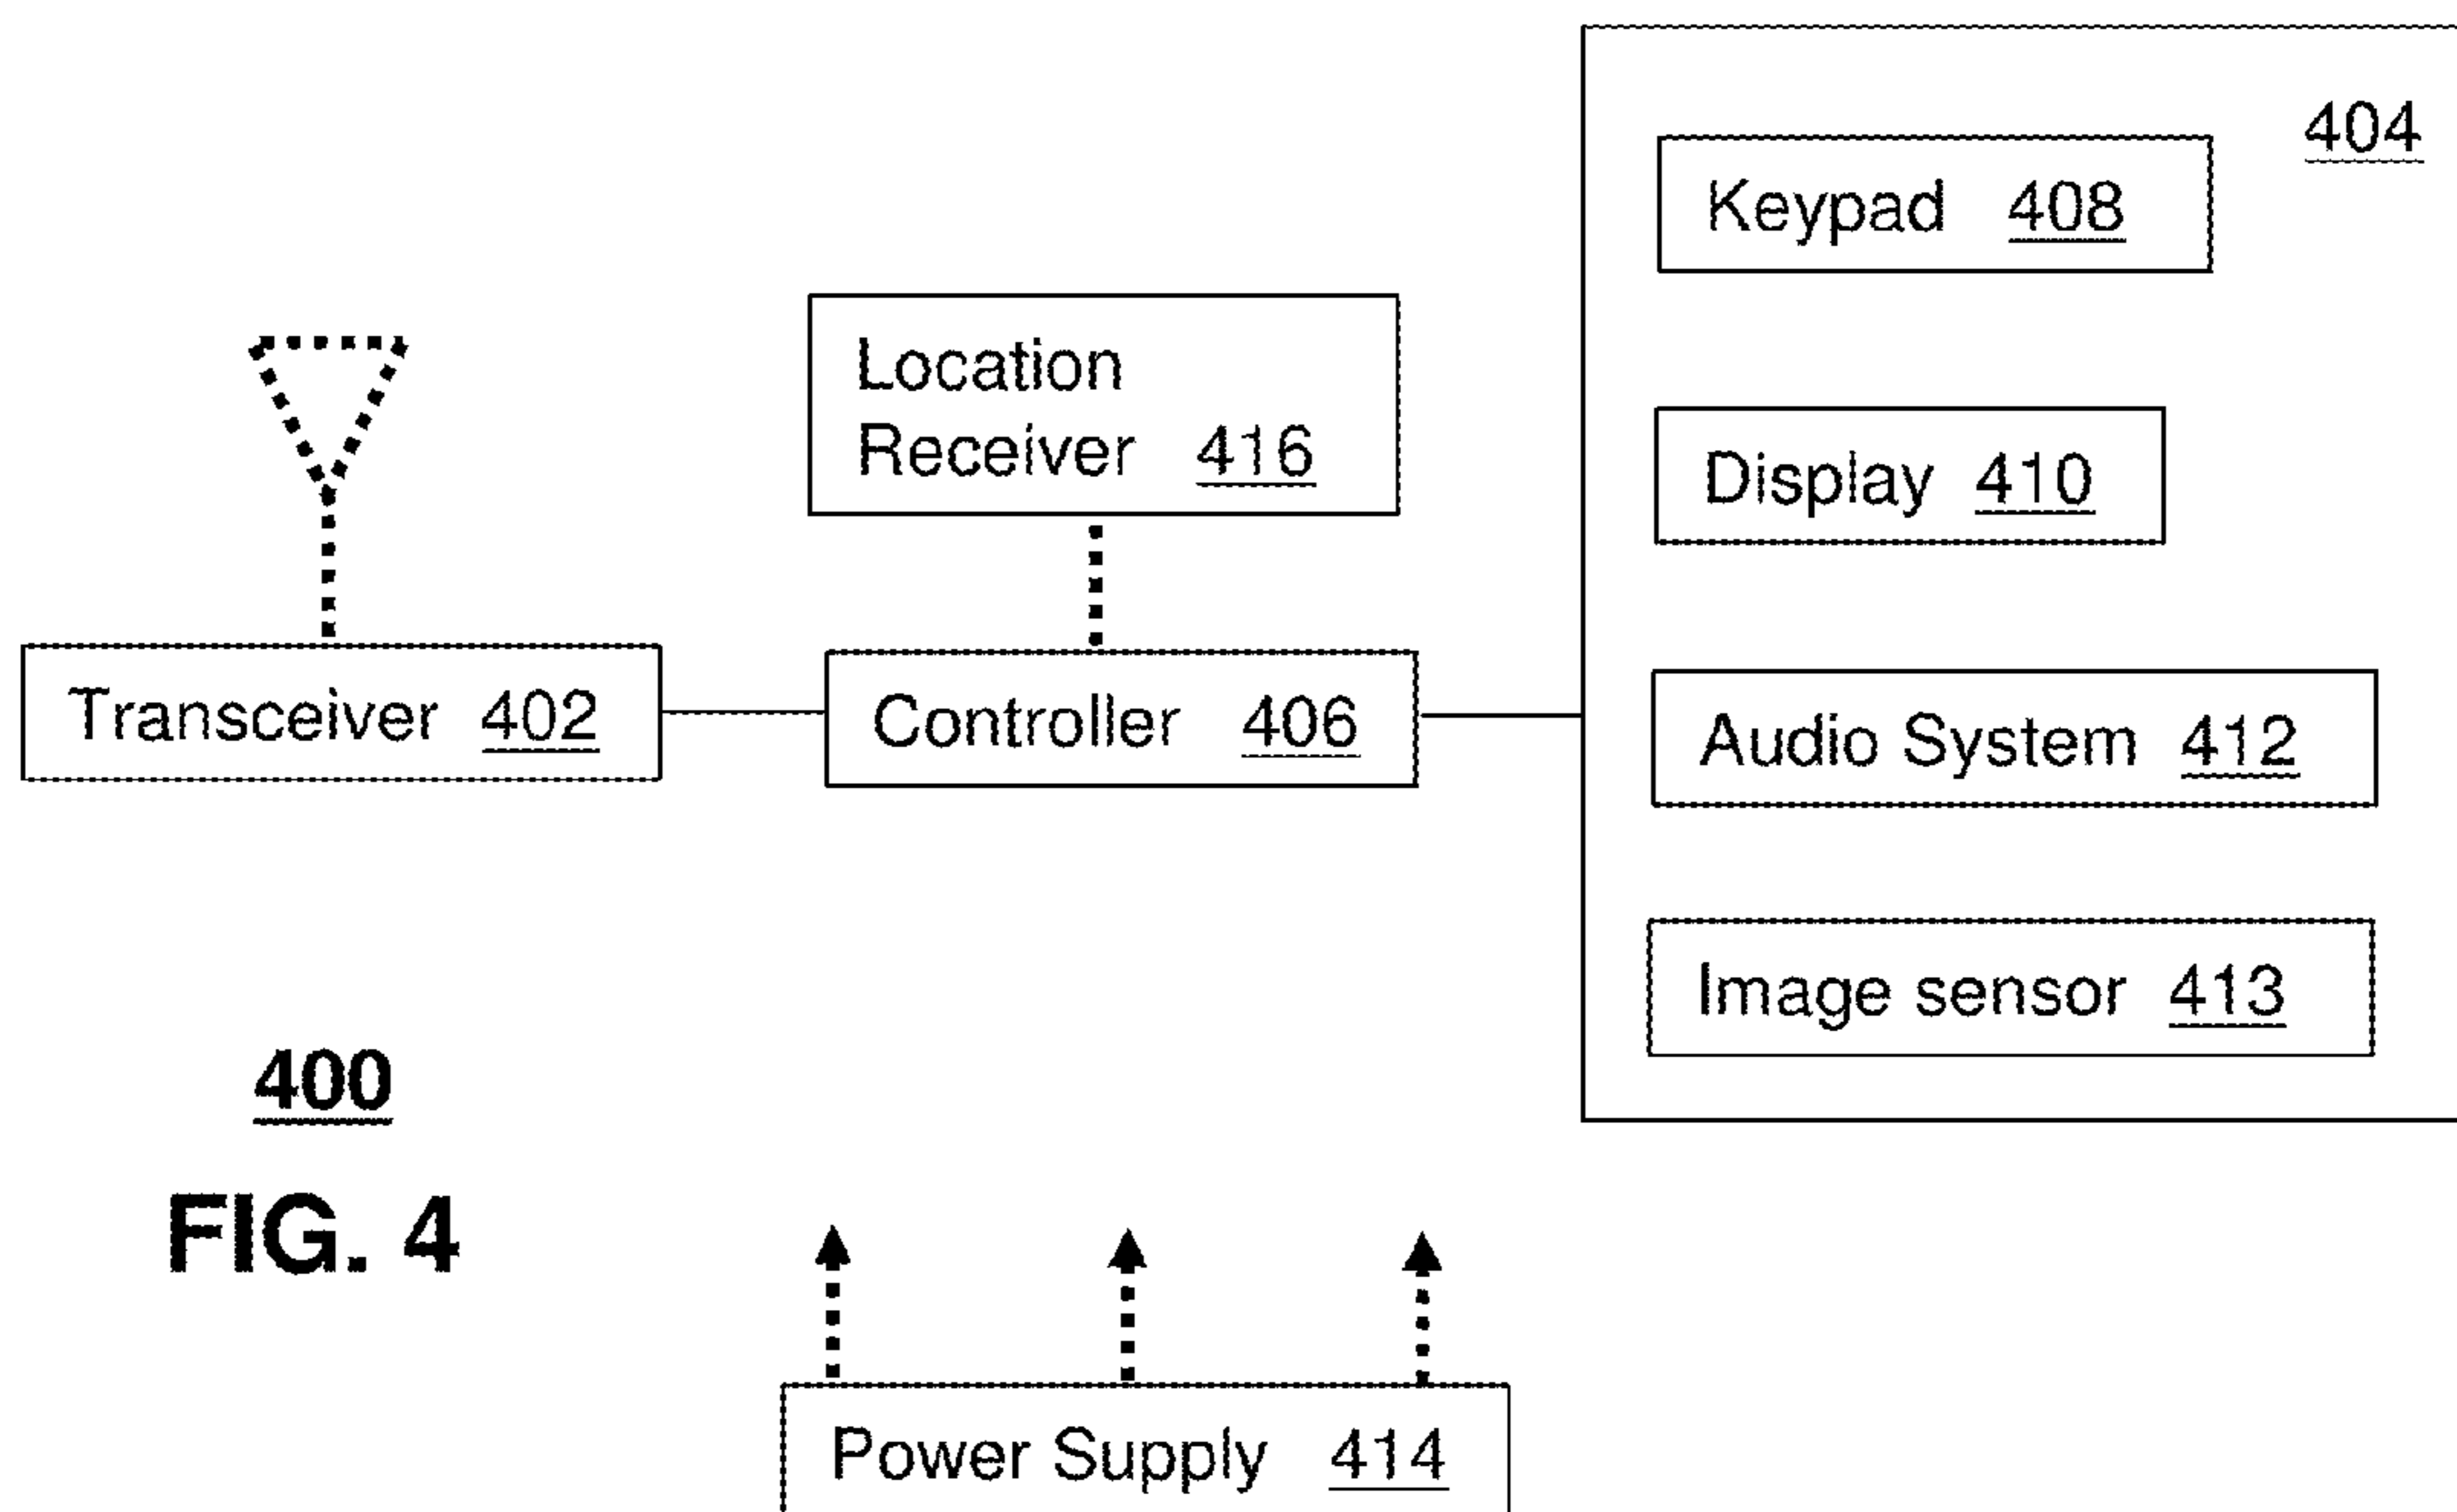 404
Keypad 408
Location
Receiver 416
Display 410
Transceiver 402
Controller 406
Audio System 412
Image sensor 413
400
FIG. 4
Power Supply 414